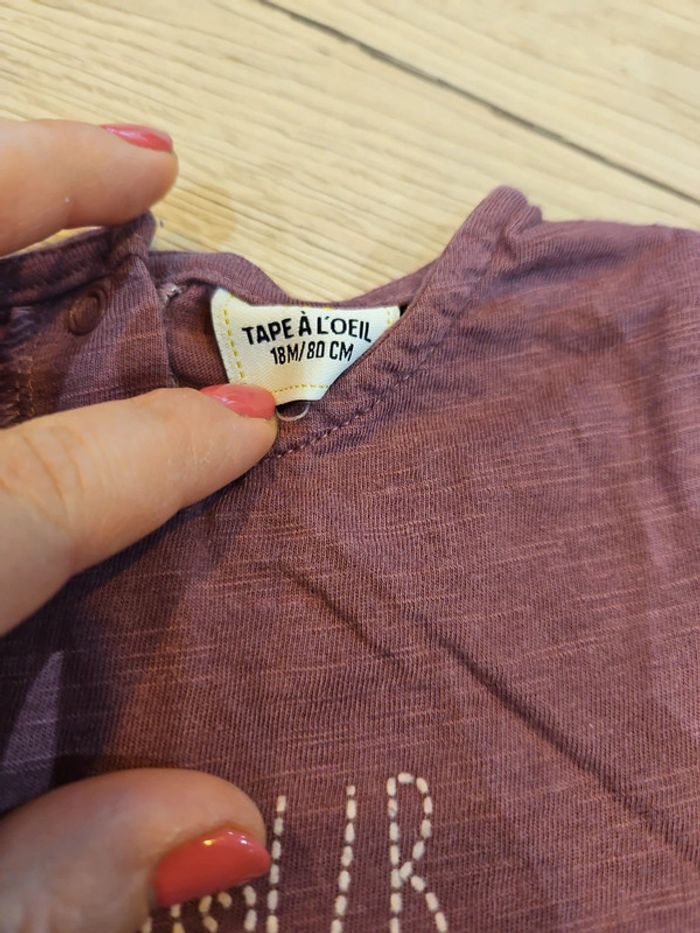 TAPE À L'OEIL
18M/80 CM